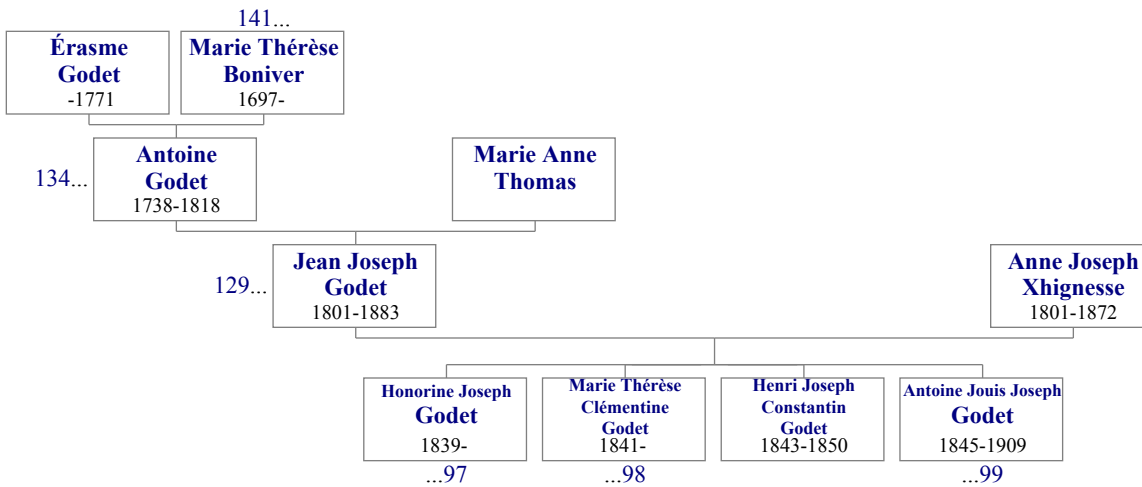 141...
Érasme
Godet
-1771
Marie Thérèse
Boniver
1697-
134...
Antoine
Godet
1738-1818
Marie Anne
Thomas
129...
Jean Joseph
Godet
1801-1883
Anne Joseph
Xhignesse
1801-1872
Honorine Joseph
Godet
1839-
...97
Marie Thérèse
Clémentine
Godet
1841-
...98
Henri Joseph
Constantin
Godet
1843-1850
Antoine Jouis Joseph
Godet
1845-1909
...99